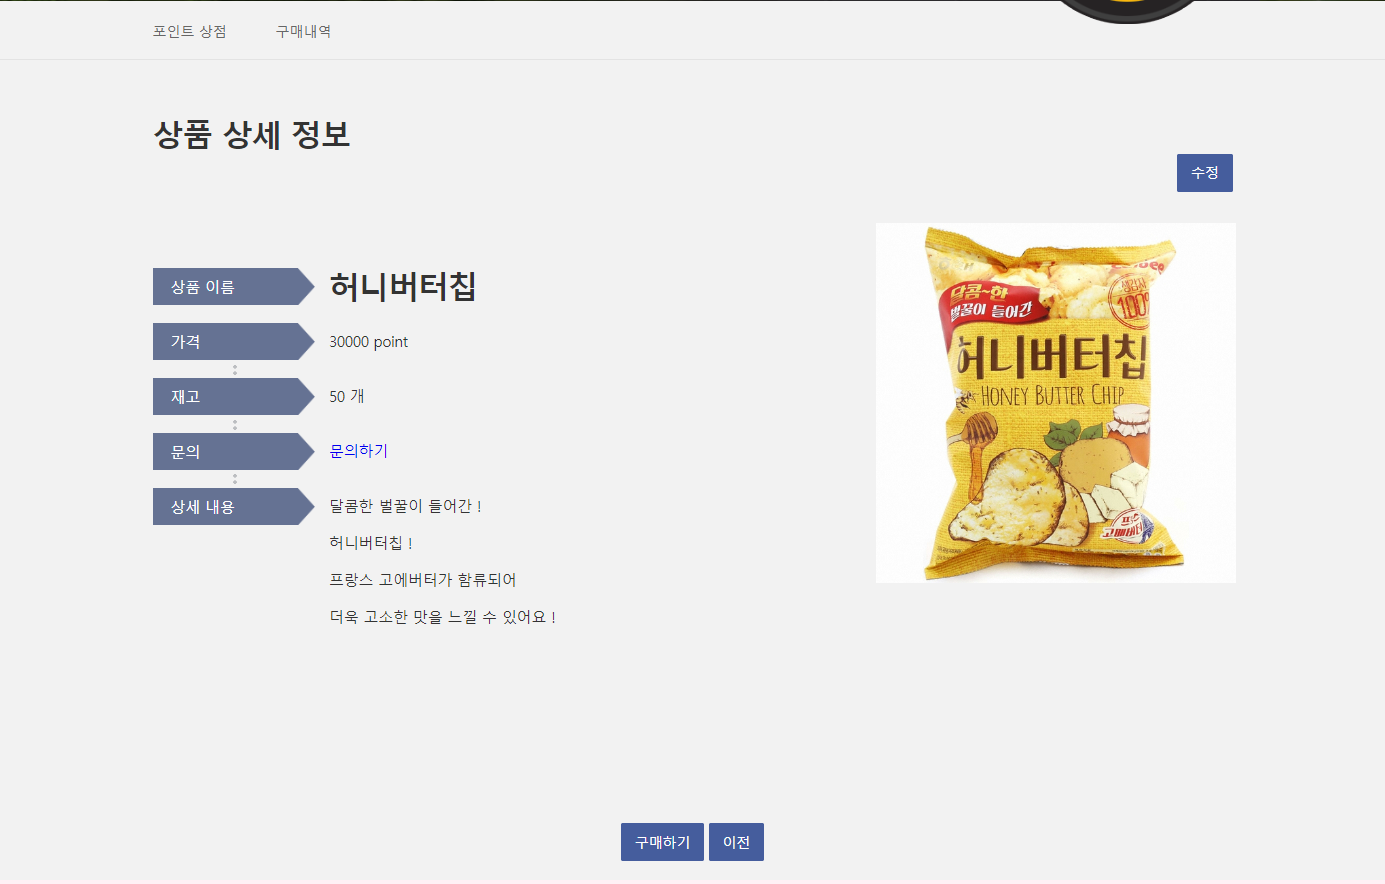 포인트 상점 구매내역
상품 상세 정보
수정
상품 이름 허니버터칩
가격 30000 point
재고 50 개
문의 문의하기
상세 내용 달콤한 벌꿀이 들어간 !
허니버터칩 !
프랑스 고에버터가 함류되어
더욱 고소한 맛을 느낄 수 있어요 !
달콤~한
벌꿀이 들어간
100%
허니버터칩
HONEY BUTTER CHIP
고메버터
구매하기 이전